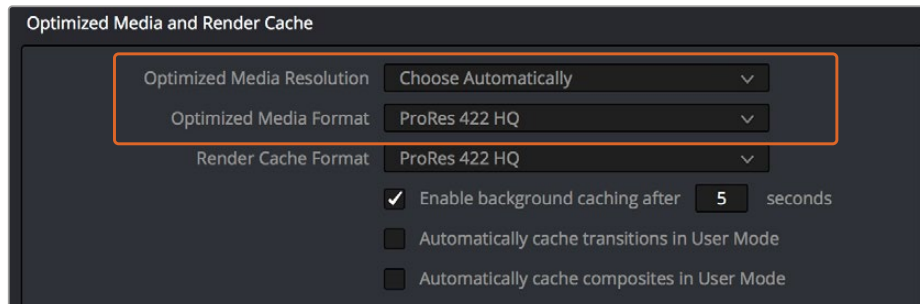 Optimized Media and Render Cache
Optimized Media Resolution Choose Automatically
Optimized Media Format ProRes 422 HQ
Render Cache Format ProRes 422 HQ
Enable background caching after 5 seconds
Automatically cache transitions in User Mode
Automatically cache composites in User Mode